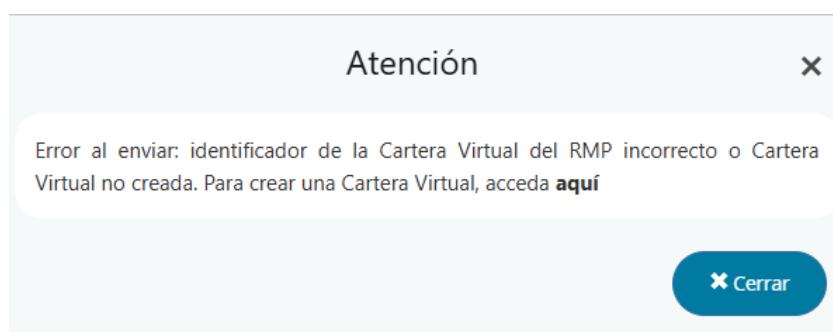 Atención
Error al enviar: identificador de la Cartera Virtual del RMP incorrecto o Cartera
Virtual no creada. Para crear una Cartera Virtual, acceda aquí
Cerrar